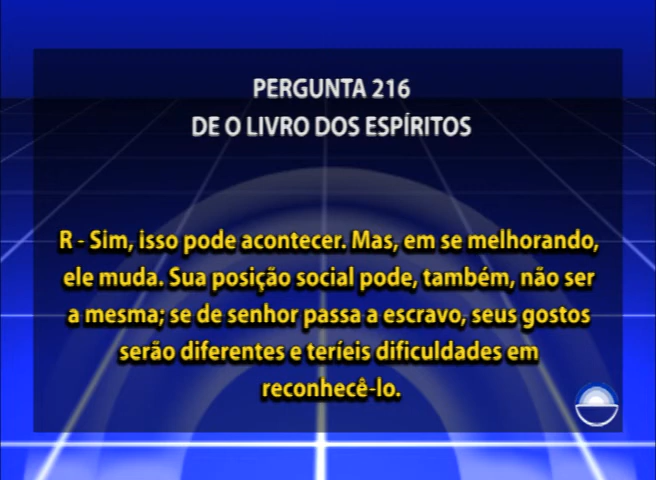 PERGUNTA 216
DE O LIVRO DOS ESPÍRITOS
R - Sim, isso pode acontecer. Mas, em se melhorando,
ele muda. Sua posição social pode, também, não ser
a mesma; se de senhor passa a escravo, seus gostos
serão diferentes e teríeis dificuldades em
reconhecê-lo.